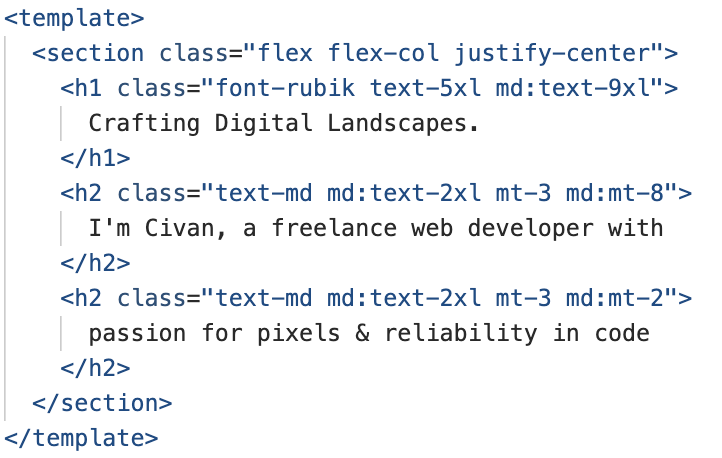 <template>
<section class="flex flex-col justify-center">
<h1 class="font-rubik text-5xl md:text-9xl">
Crafting Digital Landscapes.
</h1>
<h2 class="text-md md:text-2xl mt-3 md:mt-8">
I'm Civan, a freelance web developer with
</h2>
<h2 class="text-md md:text-2xl mt-3 md:mt-2">
passion for pixels & reliability in code
</h2>
</section>
</template>